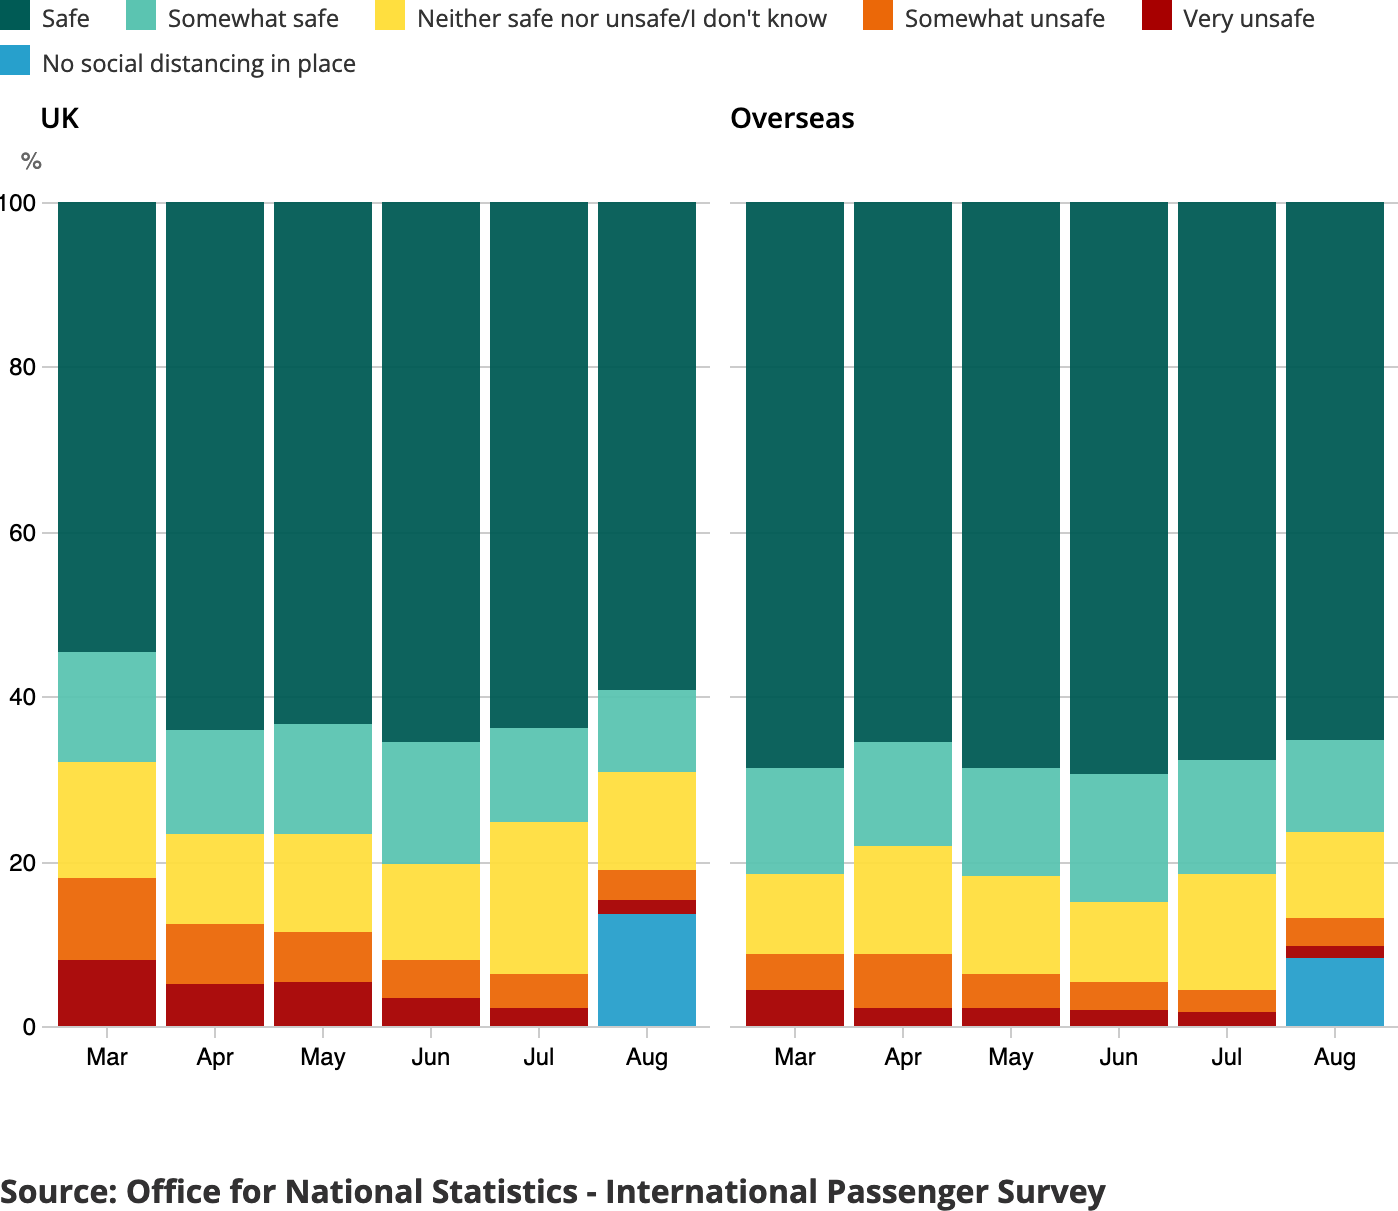 Safe Somewhat safe Neither safe nor unsafe/I don't know Somewhat unsafe Very unsafe
No social distancing in place
UK Overseas
%
100
80
60
40
20
0
Mar Apr May Jun Jul Aug Mar Apr May Jun Jul Aug
Source: Office for National Statistics - International Passenger Survey